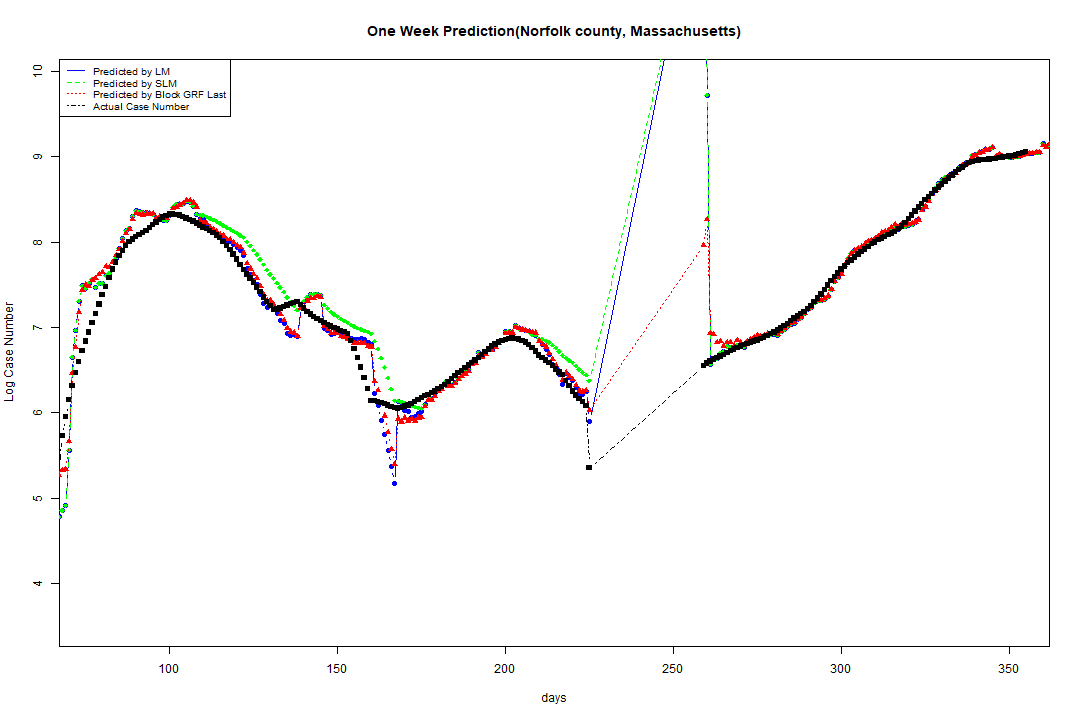 One Week Prediction(Norfolk county, Massachusetts)
Predicted by LM
Predicted by SLM
Predicted by Block GRF Last
Actual Case Number
10
9
8
7
6
5
4
Log Case Number
100 150 200 250 300 350
days